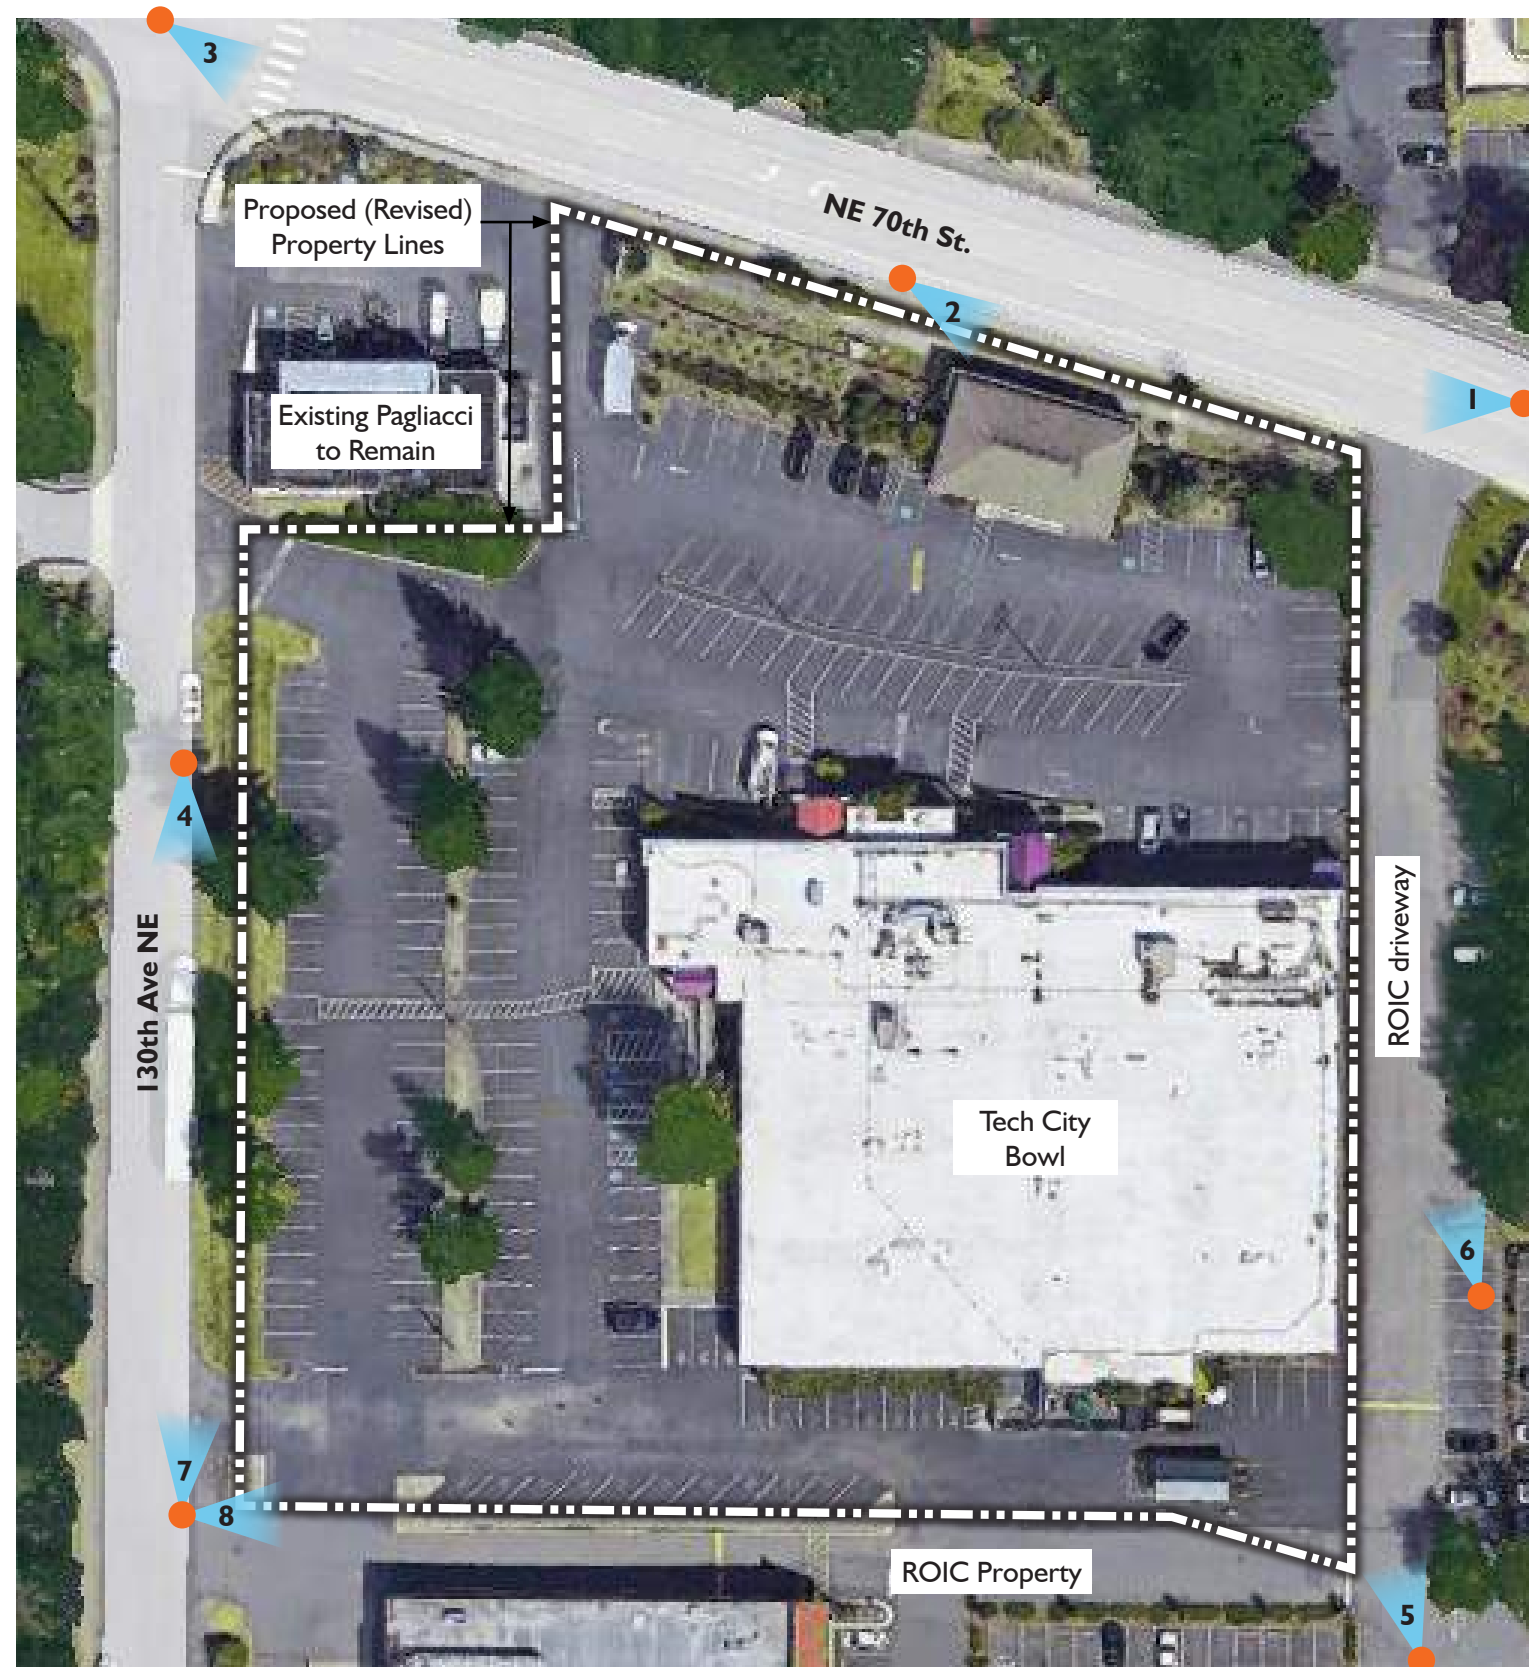 3
Proposed (Revised)
Property Lines
NE 70th St.
2
1
Existing Pagliacci
to Remain
4
130th Ave NE
ROIC driveway
Tech City
Bowl
6
7
8
ROIC Property
5